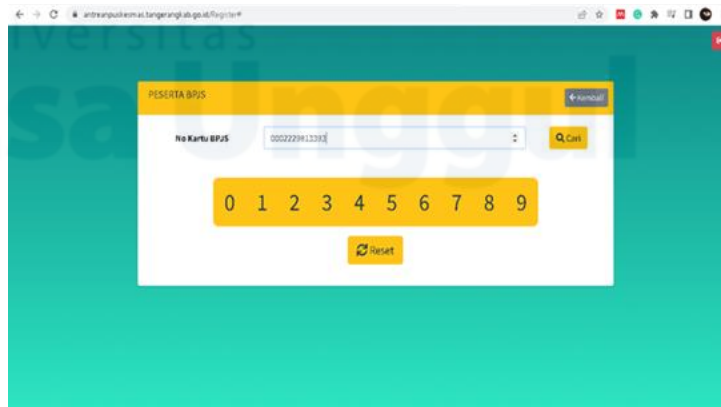 antreanpuskesmas.tangerangkab.go.id/Register#
iversitas
sa Unggul
PESERTA BPJS
Kembali
No Kartu BPJS
Cari
0 1 2 3 4 5 6 7 8 9
Reset